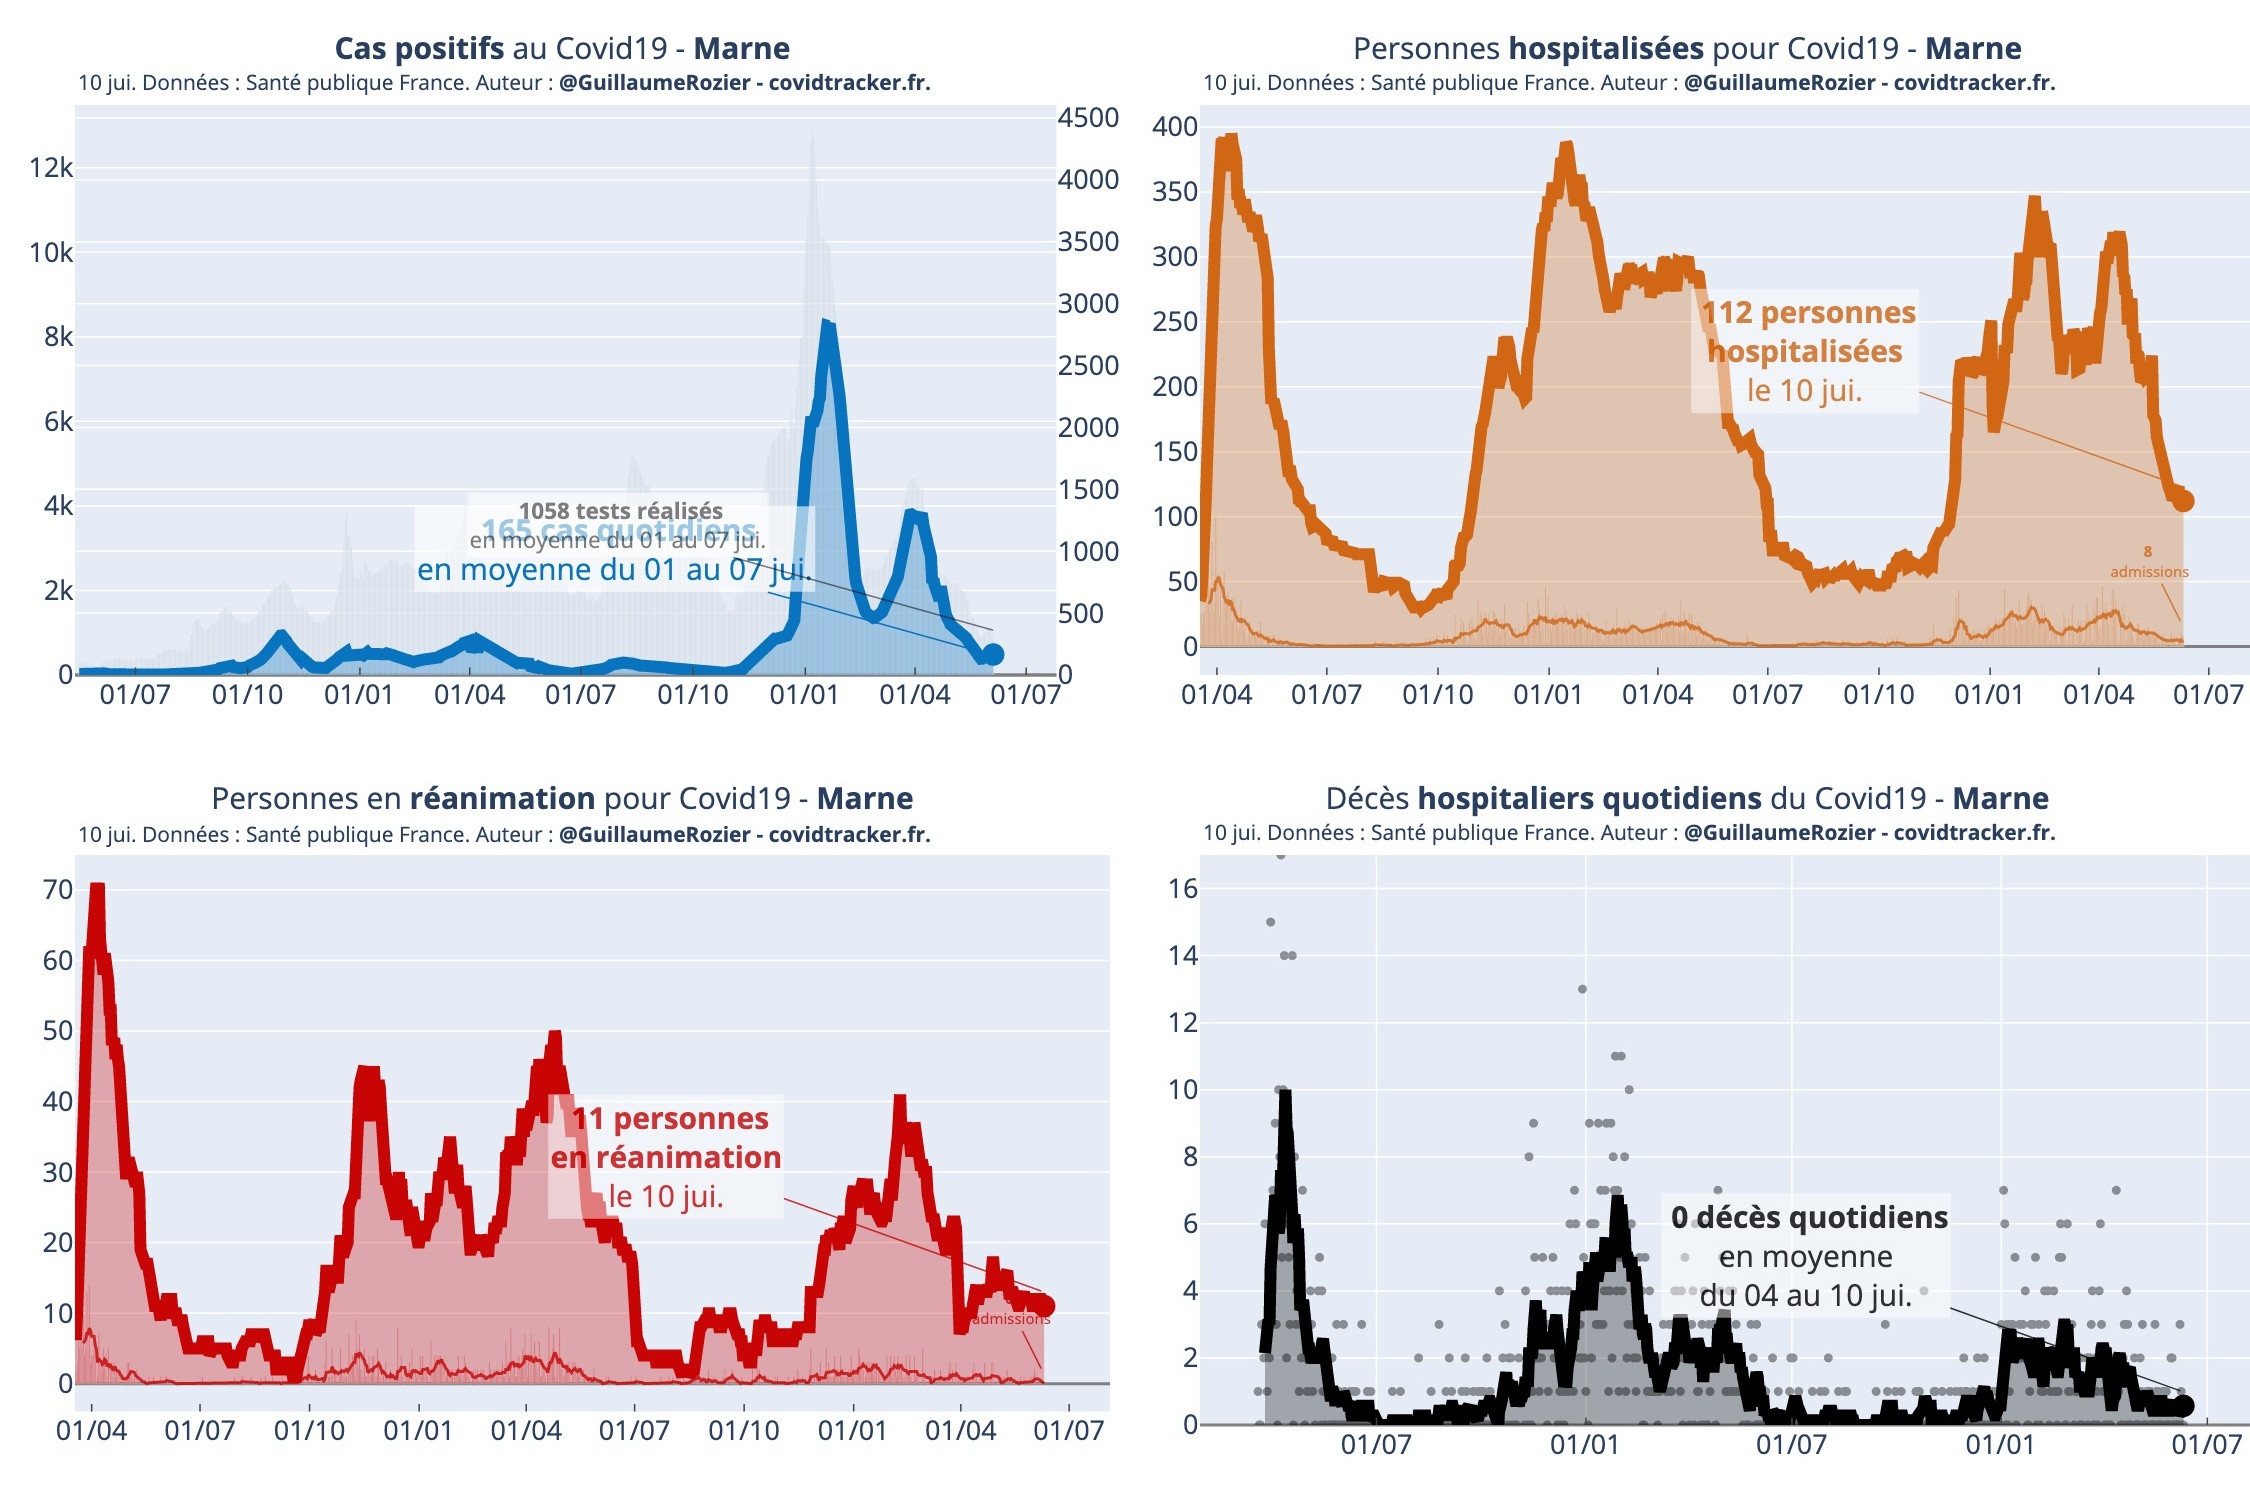 Cas positifs au Covid19 - Marne
10 jui. Données : Santé publique France. Auteur : @GuillaumeRozier - covidtracker.fr.
4500
4000
3500
3000
2500
2000
1500
1000
500
0
12k
10k
8k
6k
4k
2k
0
1058 tests réalisés
en moyenne du 01 au 07 jui.
165 cas quotidiens
en moyenne du 01 au 07 jui.
01/07
01/10
01/01
01/04
01/07
01/10
01/01
01/04
01/07
Personnes hospitalisées pour Covid19 - Marne
10 jui. Données : Santé publique France. Auteur : @GuillaumeRozier - covidtracker.fr.
400
350
300
250
200
150
100
50
0
112 personnes
hospitalisées
le 10 jui.
8
admissions
01/04
01/07
01/10
01/01
01/04
01/07
01/10
01/01
01/04
01/07
Personnes en réanimation pour Covid19 - Marne
10 jui. Données : Santé publique France. Auteur : @GuillaumeRozier - covidtracker.fr.
70
60
50
40
30
20
10
0
11 personnes
en réanimation
le 10 jui.
admissions
01/04
01/07
01/10
01/01
01/04
01/07
01/10
01/01
01/04
01/07
Décès hospitaliers quotidiens du Covid19 - Marne
10 jui. Données : Santé publique France. Auteur : @GuillaumeRozier - covidtracker.fr.
16
14
12
10
8
6
4
2
0
0 décès quotidiens
en moyenne
du 04 au 10 jui.
01/07
01/01
01/07
01/01
01/07